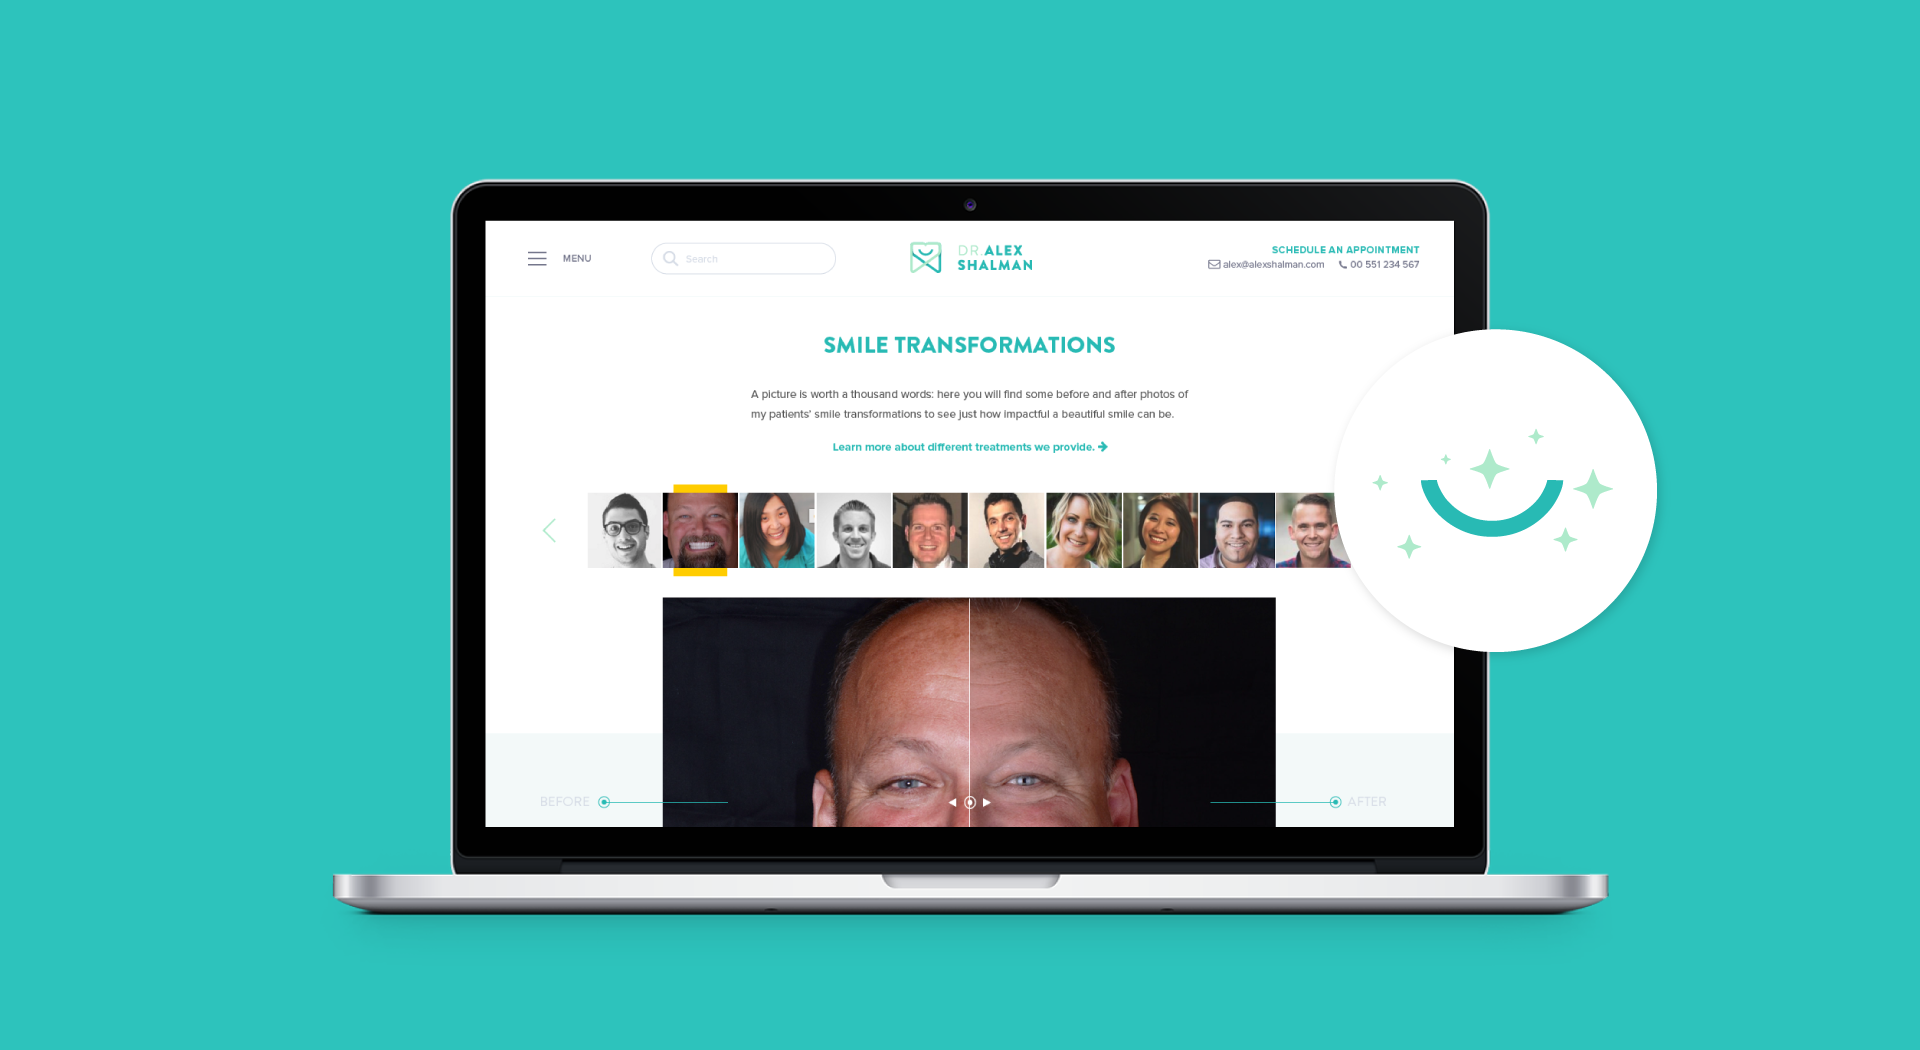 MENU
Search
DR. ALEX
SHALMAN
SCHEDULE AN APPOINTMENT
alex@alexshalman.com 00 551 234 567
SMILE TRANSFORMATIONS
A picture is worth a thousand words: here you will find some before and after photos of
my patients' smile transformations to see just how impactful a beautiful smile can be.
Learn more about different treatments we provide.
BEFORE
AFTER